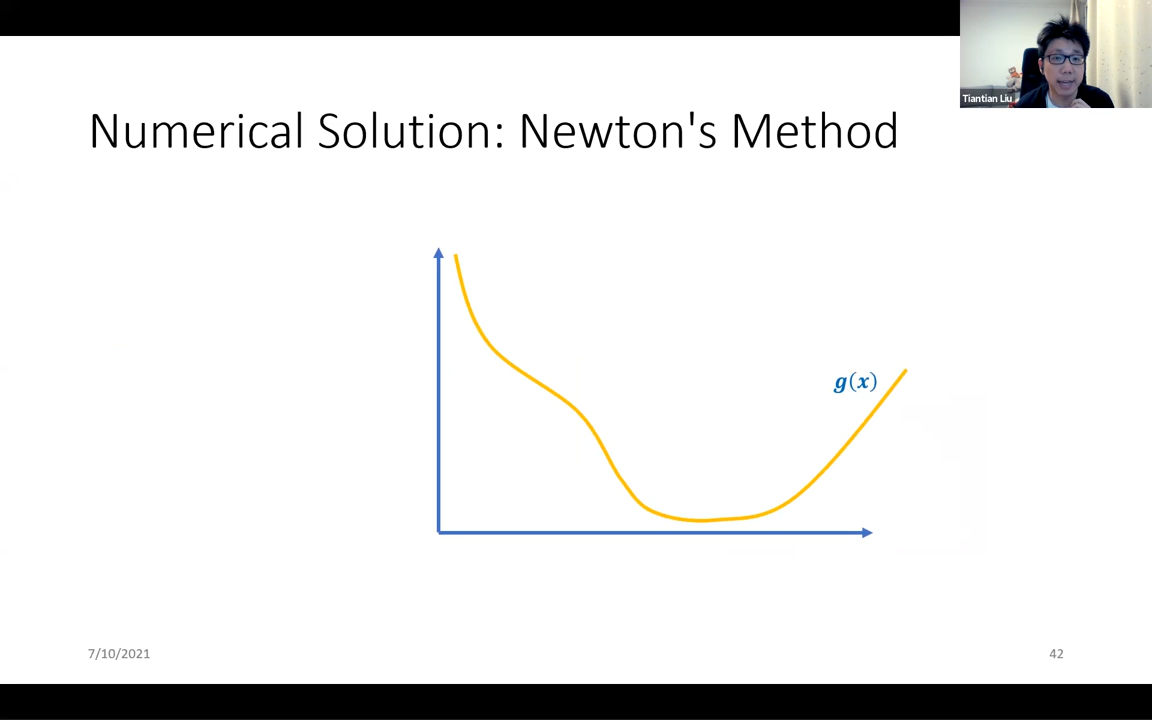 Tiantian Liu
Numerical Solution: Newton's Method
g(x)
7/10/2021
42